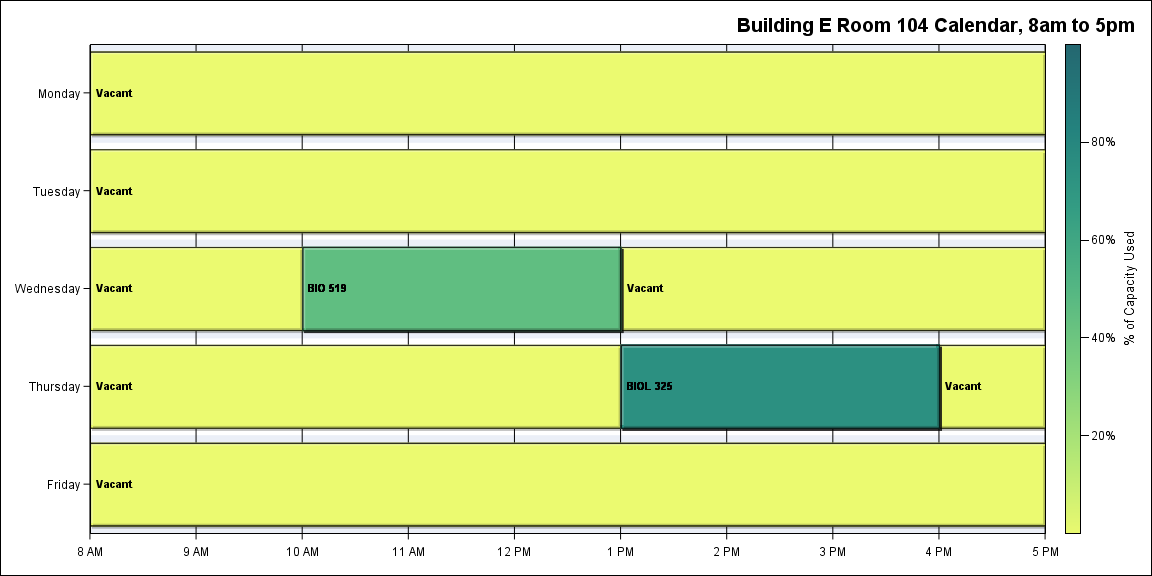 Building E Room 104 Calendar, 8am to 5pm
Monday
Vacant
Tuesday
Vacant
Wednesday
Vacant
BIO 519
Vacant
Thursday
Vacant
BIOL 325
Vacant
Friday
Vacant
8 AM
9 AM
10 AM
11 AM
12 PM
1 PM
2 PM
3 PM
4 PM
5 PM
80%
60%
40%
20%
% of Capacity Used